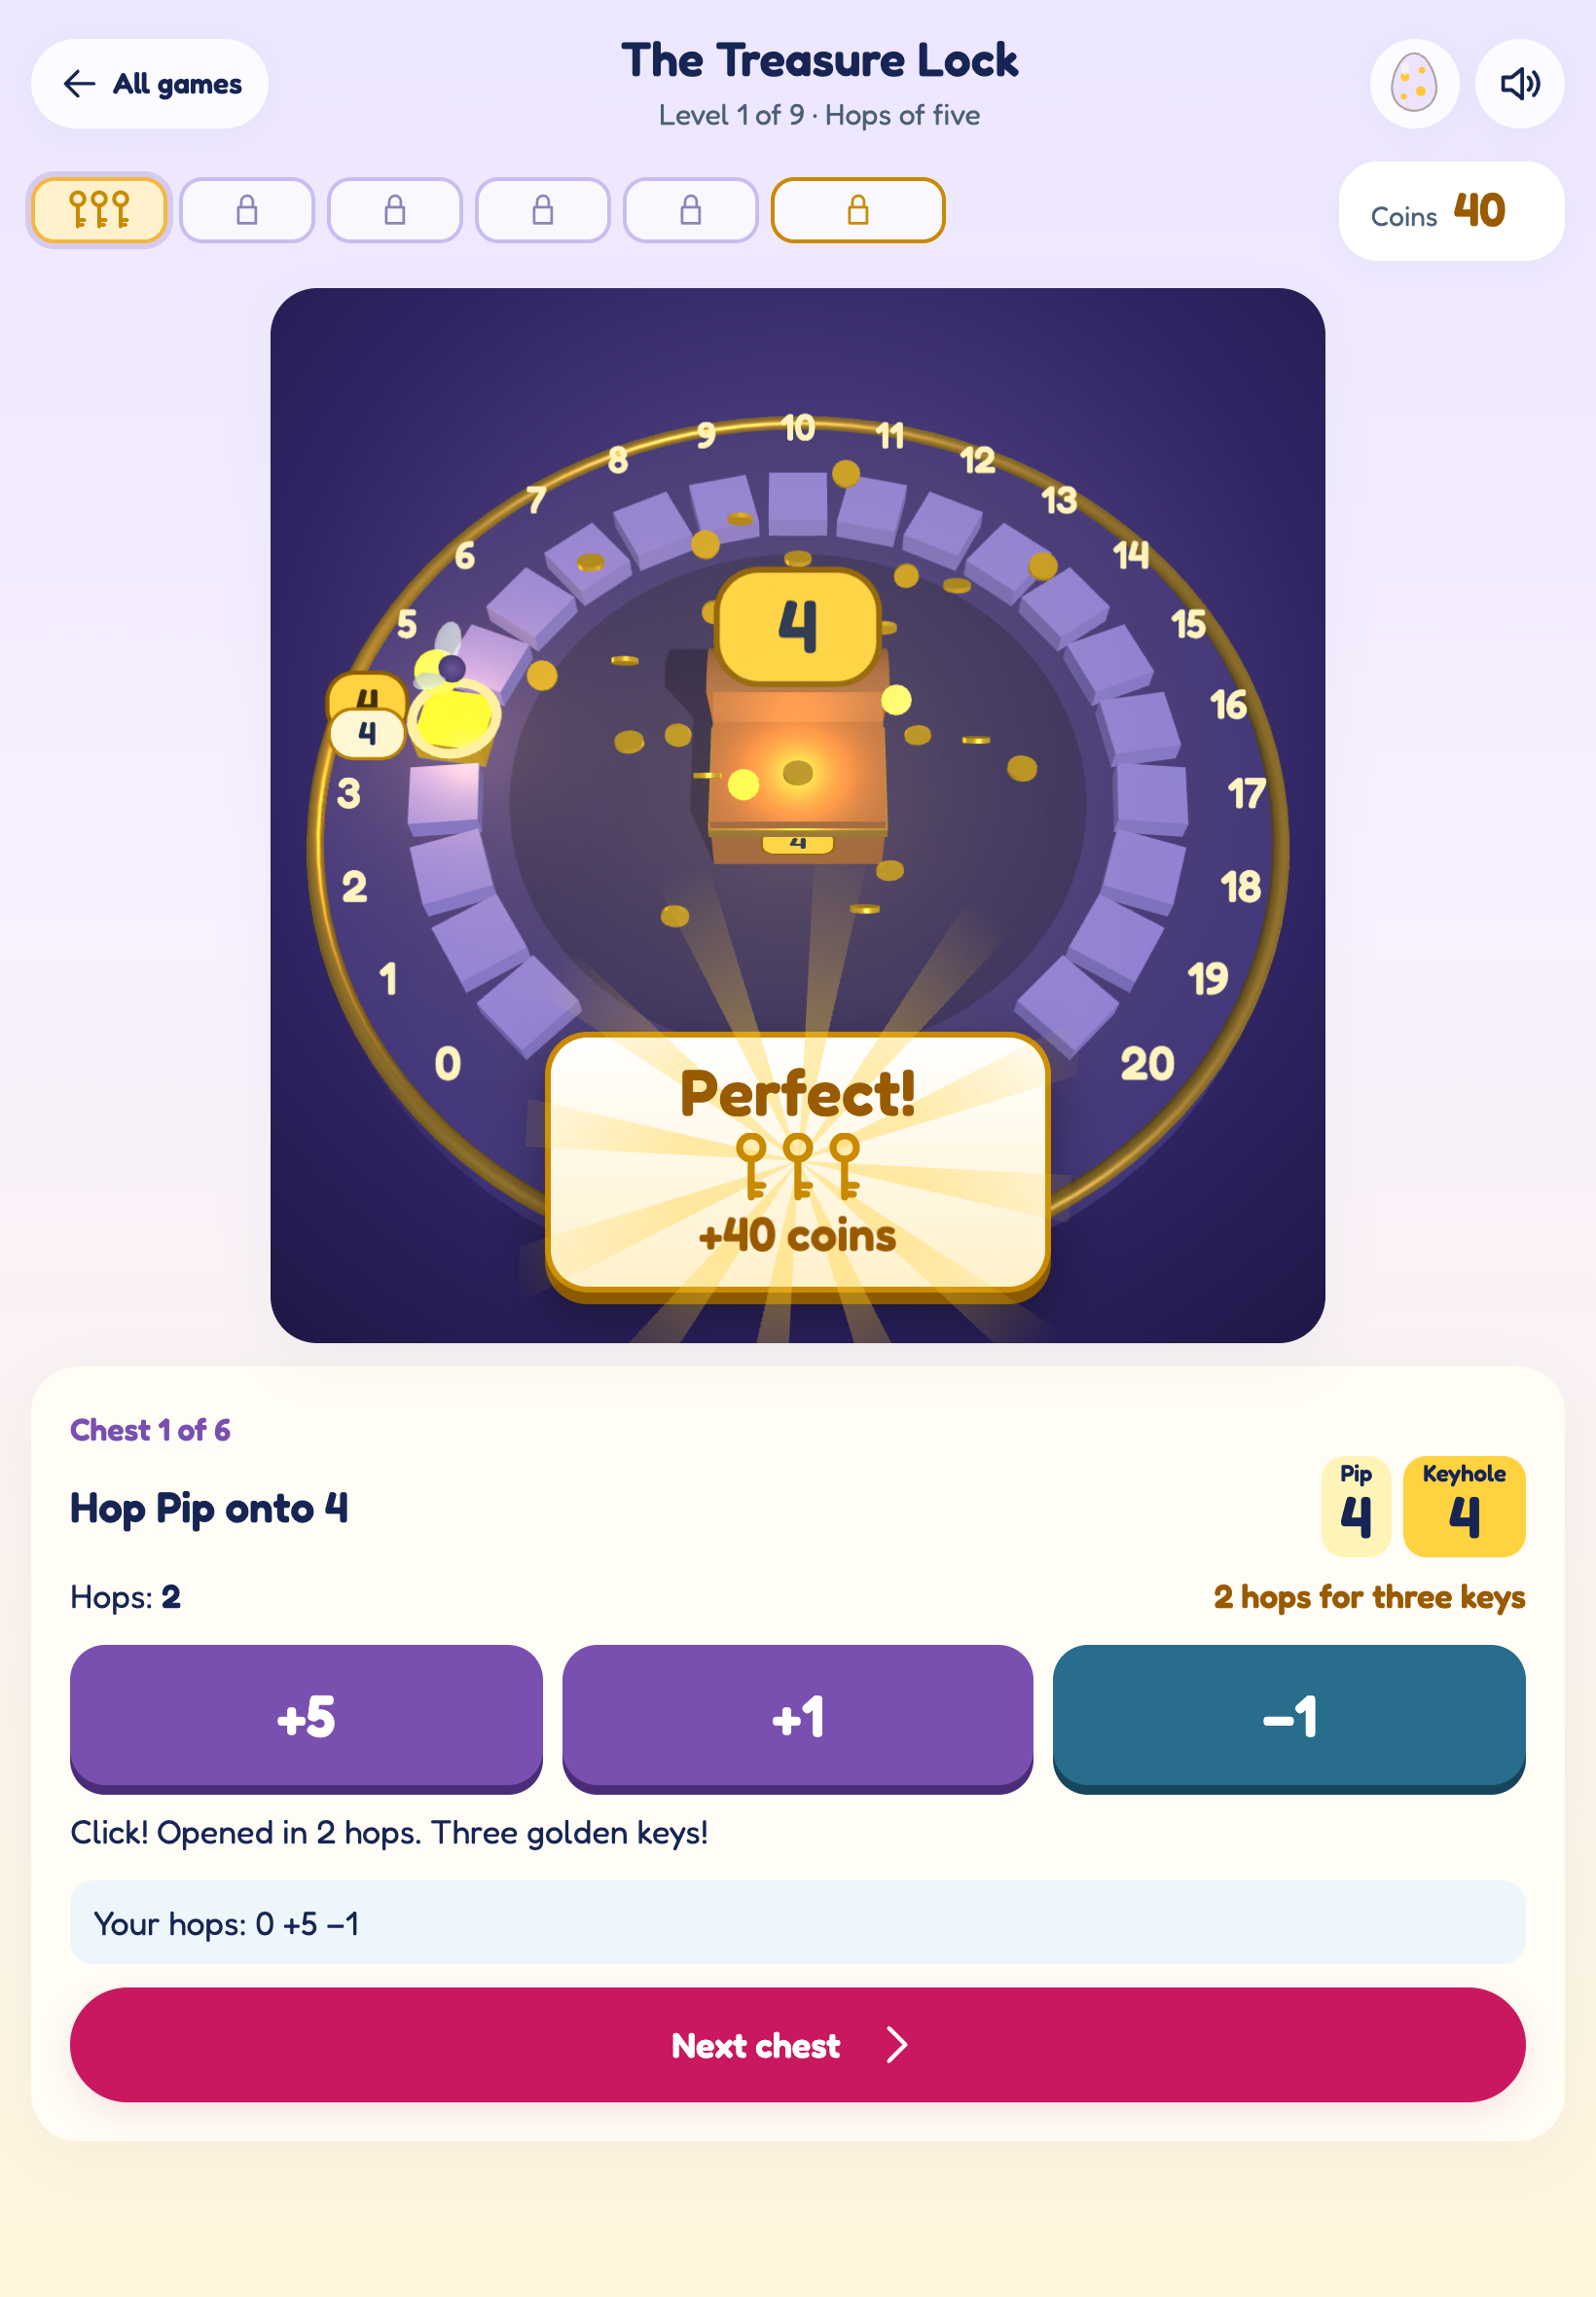 All games
The Treasure Lock
Level 1 of 9 · Hops of five
Coins 40
10
9
11
8
12
7
13
6
14
5
15
4
4
4
16
3
17
4
2
18
1
19
0
20
Perfect!
+40 coins
Chest 1 of 6
Hop Pip onto 4
Pip
4
Keyhole
4
Hops: 2
2 hops for three keys
+5
+1
−1
Click! Opened in 2 hops. Three golden keys!
Your hops: 0 +5 −1
Next chest